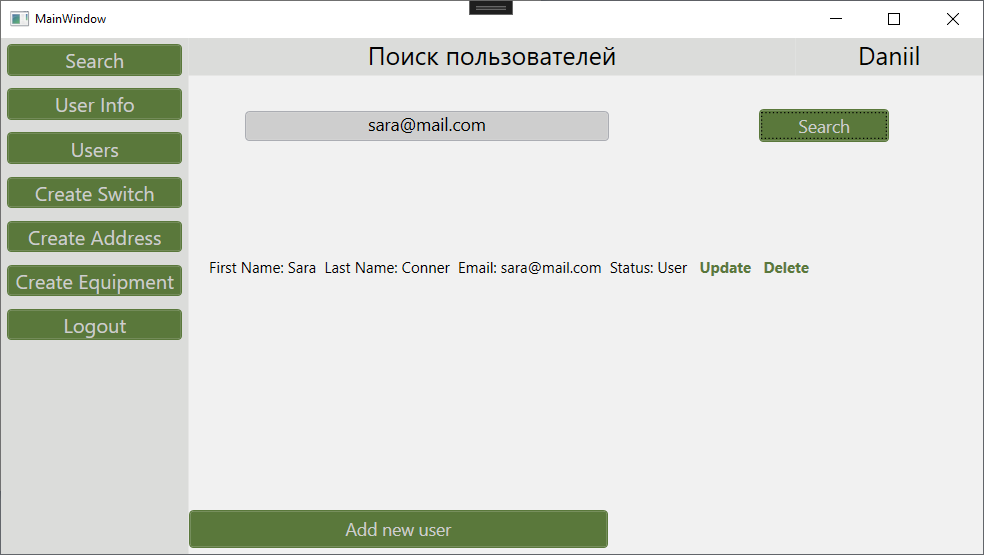 MainWindow
Search
User Info
Users
Create Switch
Create Address
Create Equipment
Logout
Поиск пользователей
Daniil
sara@mail.com
Search
First Name: Sara Last Name: Conner Email: sara@mail.com Status: User Update Delete
Add new user